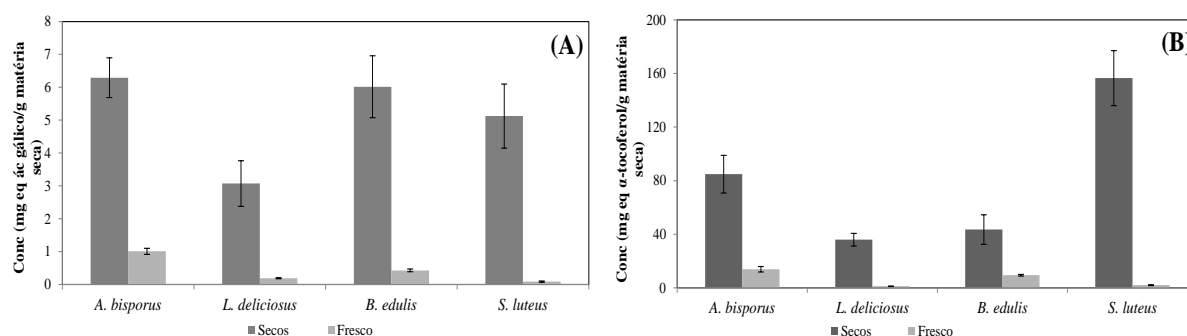 Conc (mg eq ác gálico/g matéria
seca)
8
7
6
5
4
3
2
1
0
(A)
A. bisporus L. deliciosus B. edulis S. luteus
Secos Fresco
Conc (mg eq α-tocoferol/g matéria
seca)
200
160
120
80
40
0
(B)
A. bisporus L. deliciosus B. edulis S. luteus
Secos Fresco